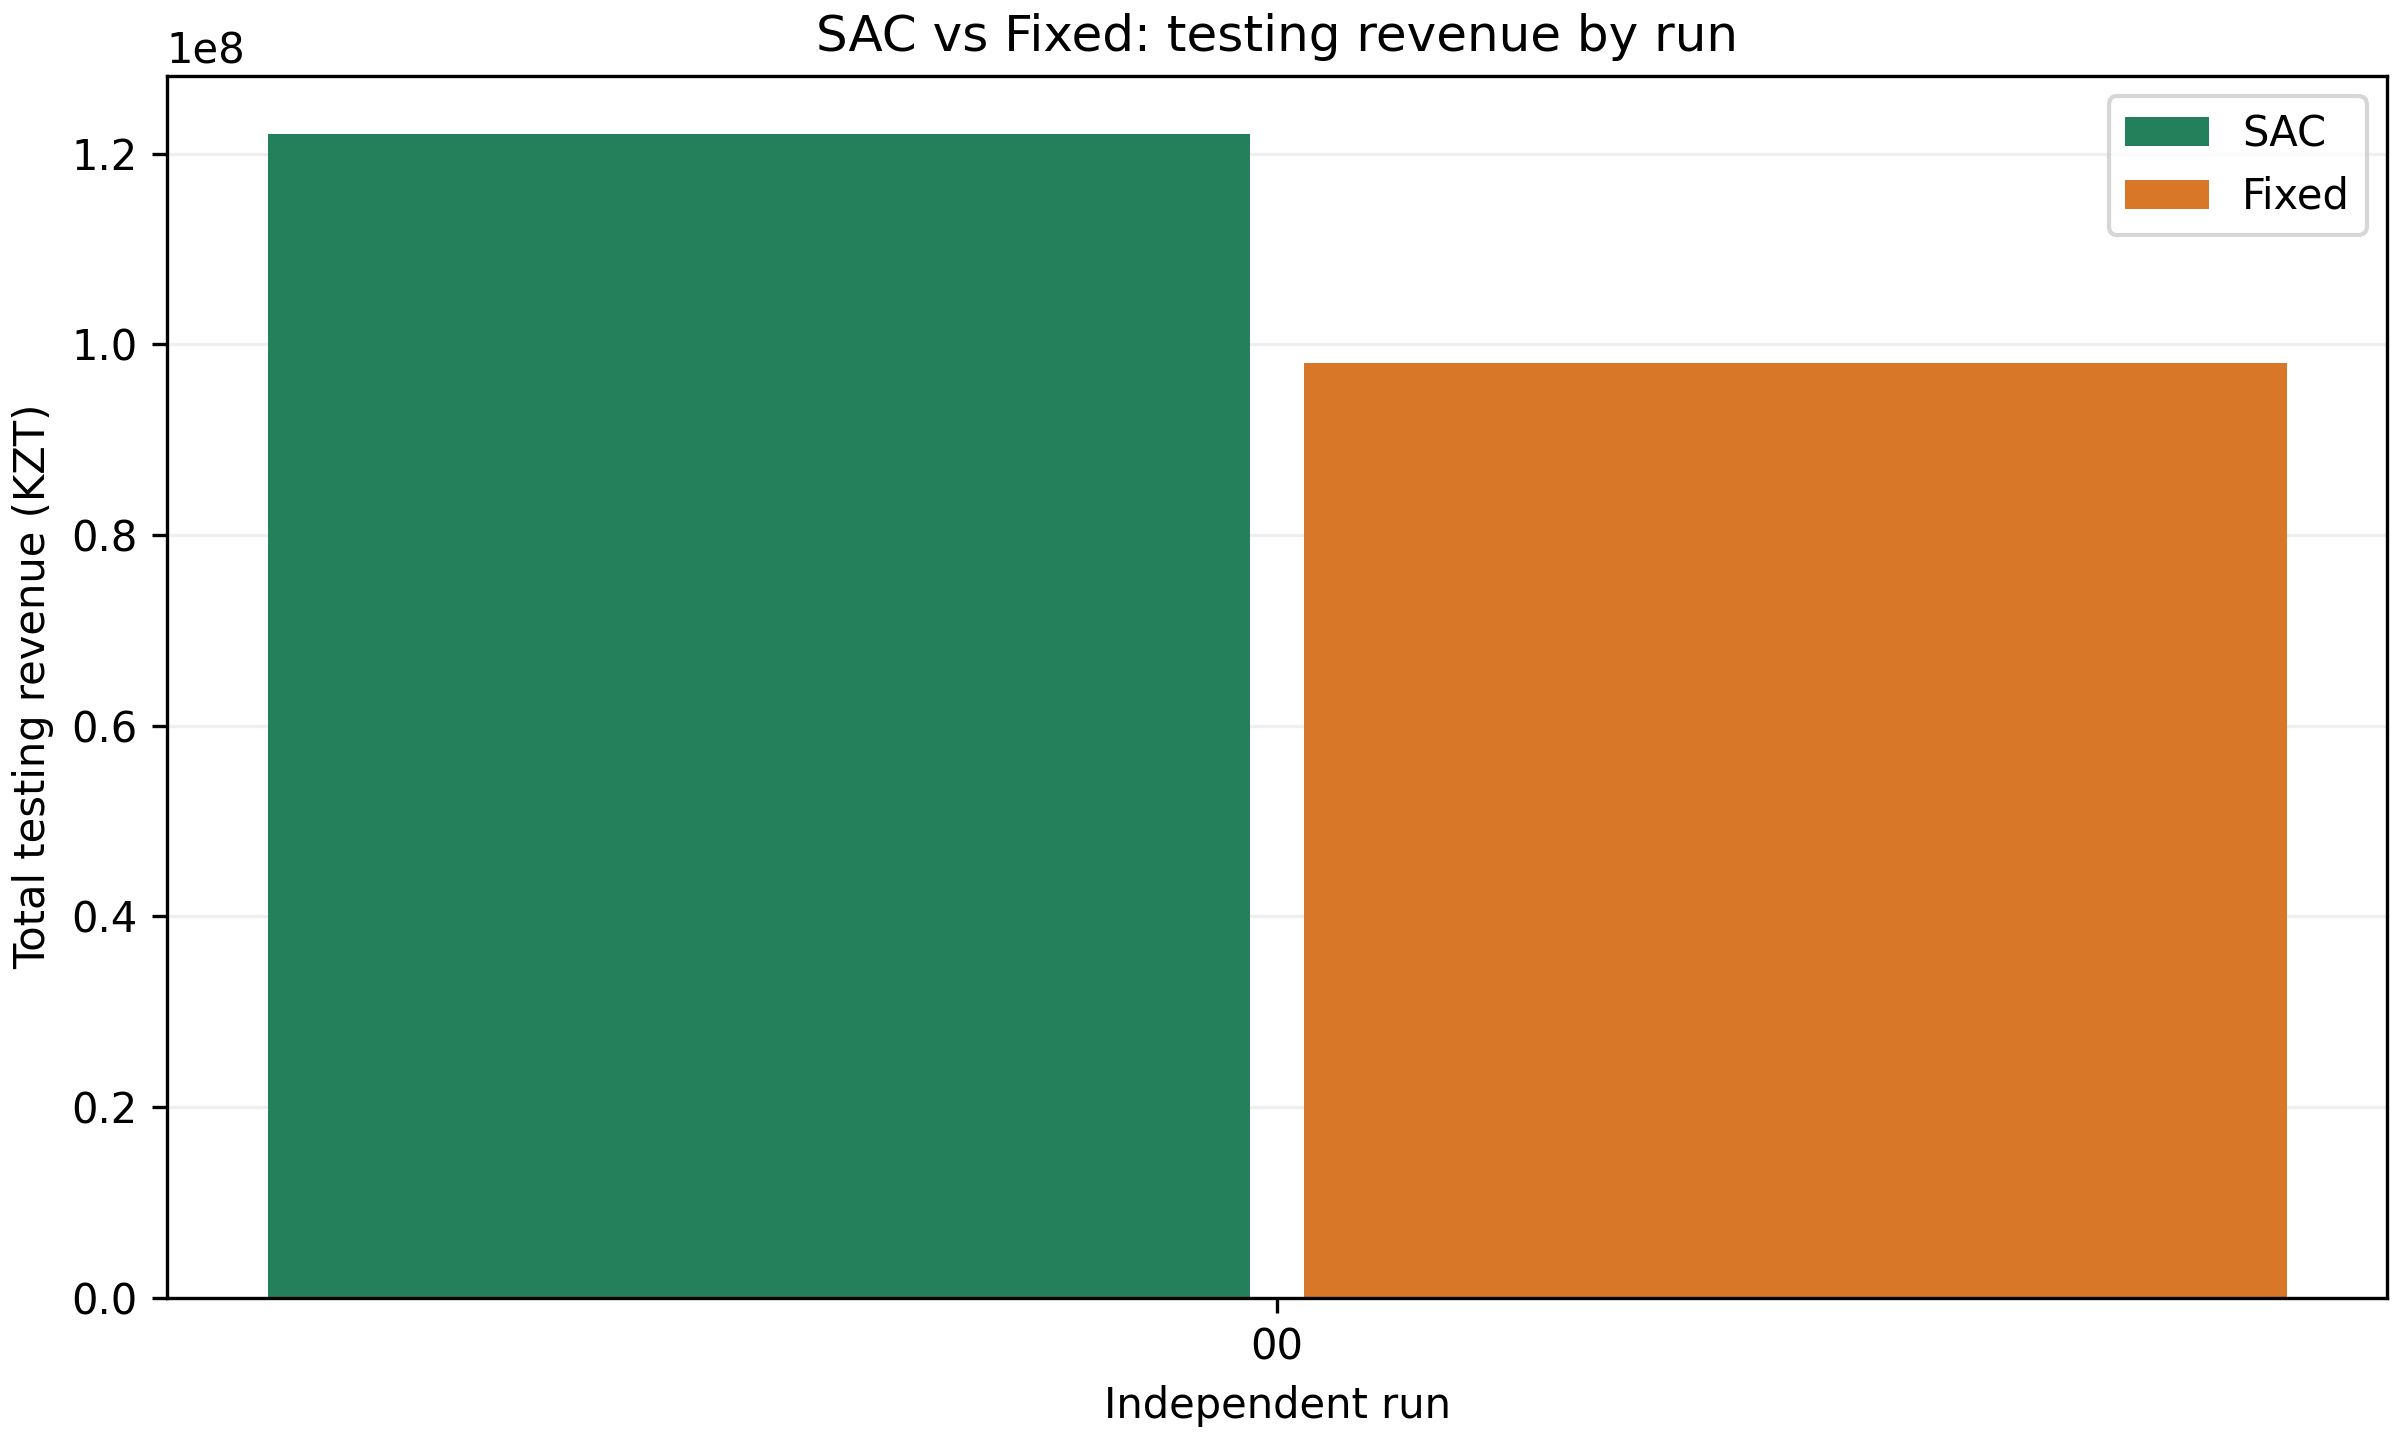 SAC vs Fixed: testing revenue by run
1e8
SAC
Fixed
1.2
1.0
0.8
0.6
0.4
0.2
0.0
Total testing revenue (KZT)
00
Independent run